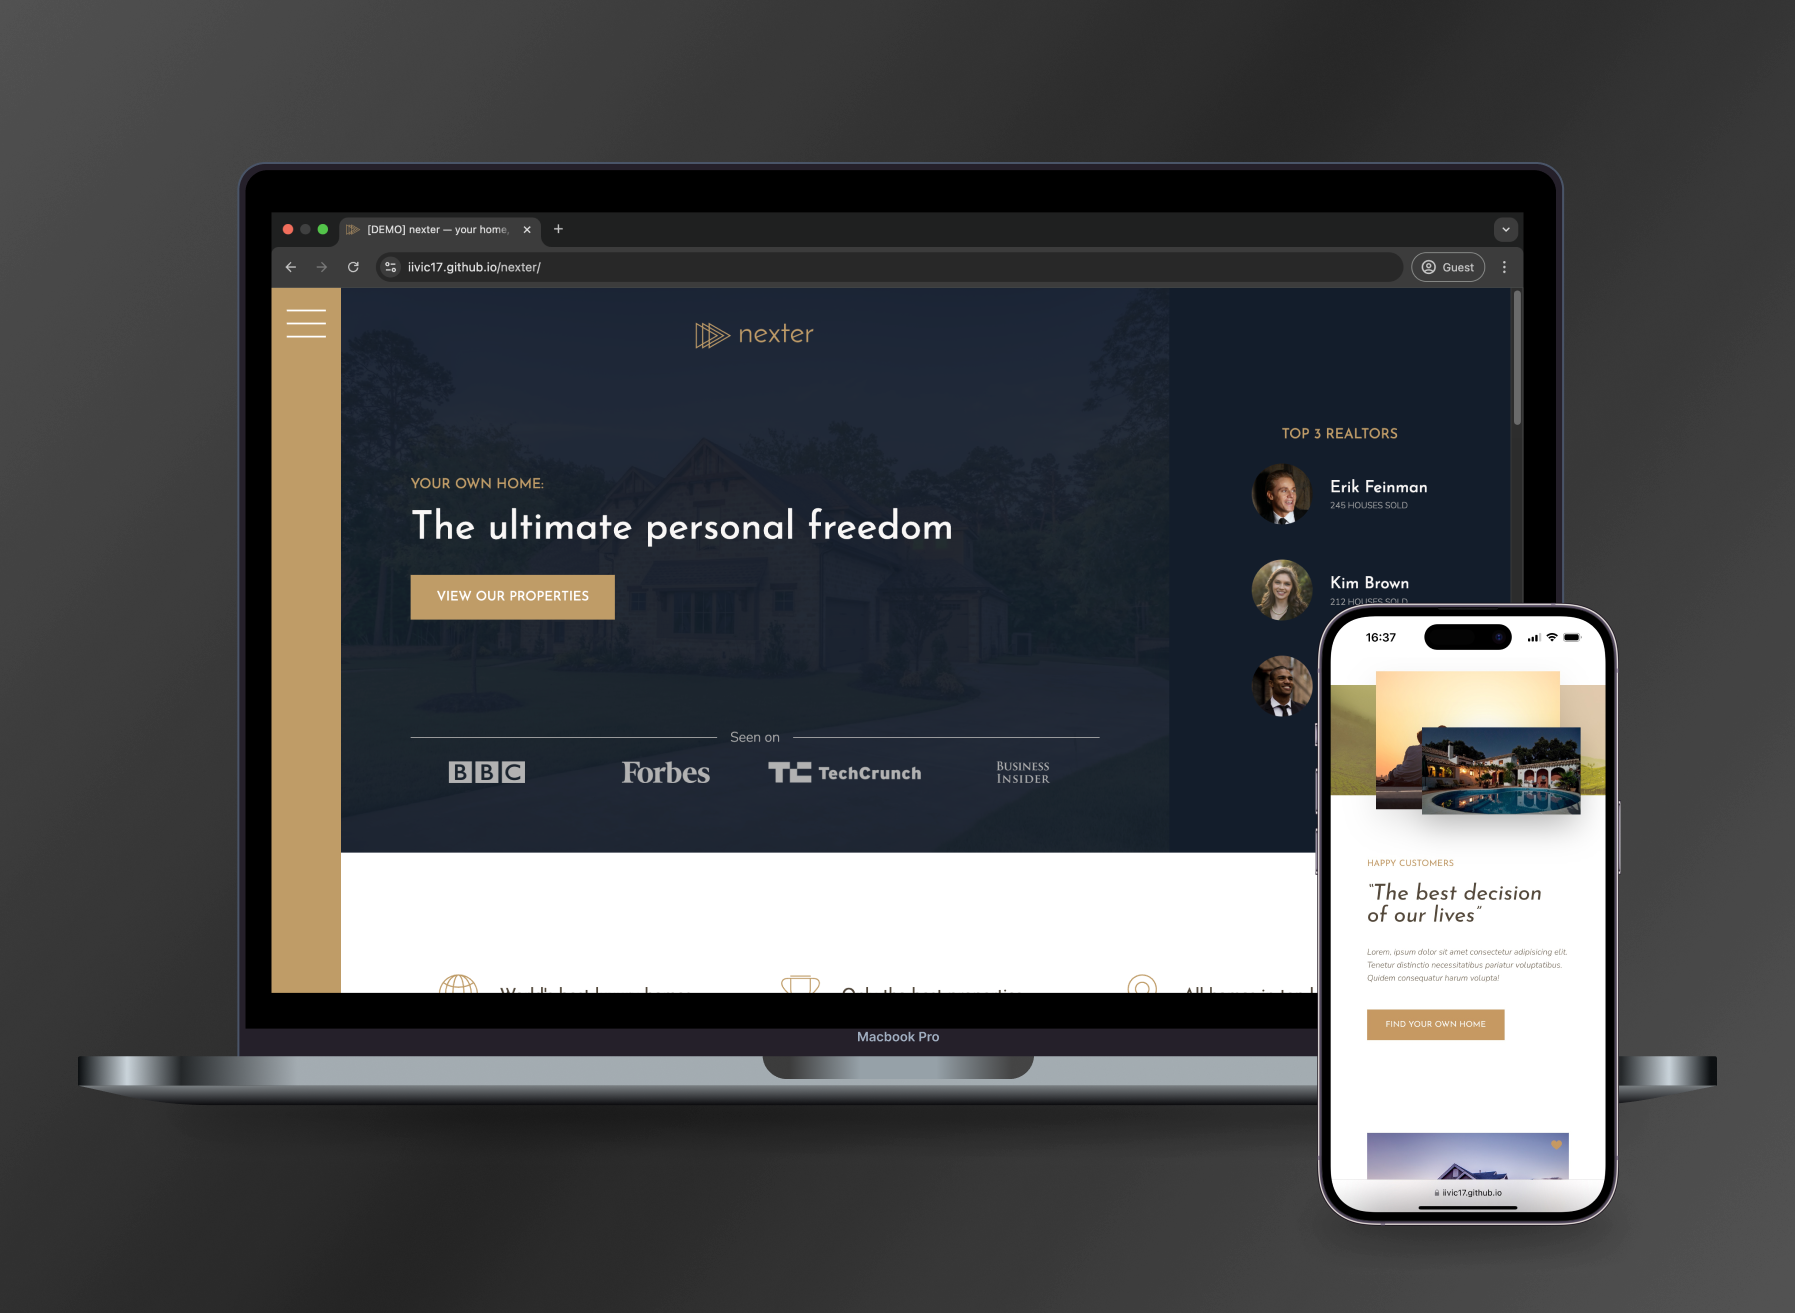 [DEMO] nexter — your home,
iivic17.github.io/nexter/
Guest
nexter
YOUR OWN HOME:
The ultimate personal freedom
VIEW OUR PROPERTIES
Seen on
BBC
Forbes
TechCrunch
BUSINESS
INSIDER
TOP 3 REALTORS
Erik Feinman
245 HOUSES SOLD
Kim Brown
212 HOUSES SOLD
Macbook Pro
16:37
HAPPY CUSTOMERS
"The best decision
of our lives"
Lorem, ipsum dolor sit amet consectetur adipisicing elit.
Tenetur distinctio necessitatibus pariatur voluptatibus.
Quidem consequatur harum volupta!
FIND YOUR OWN HOME
iivic17.github.io